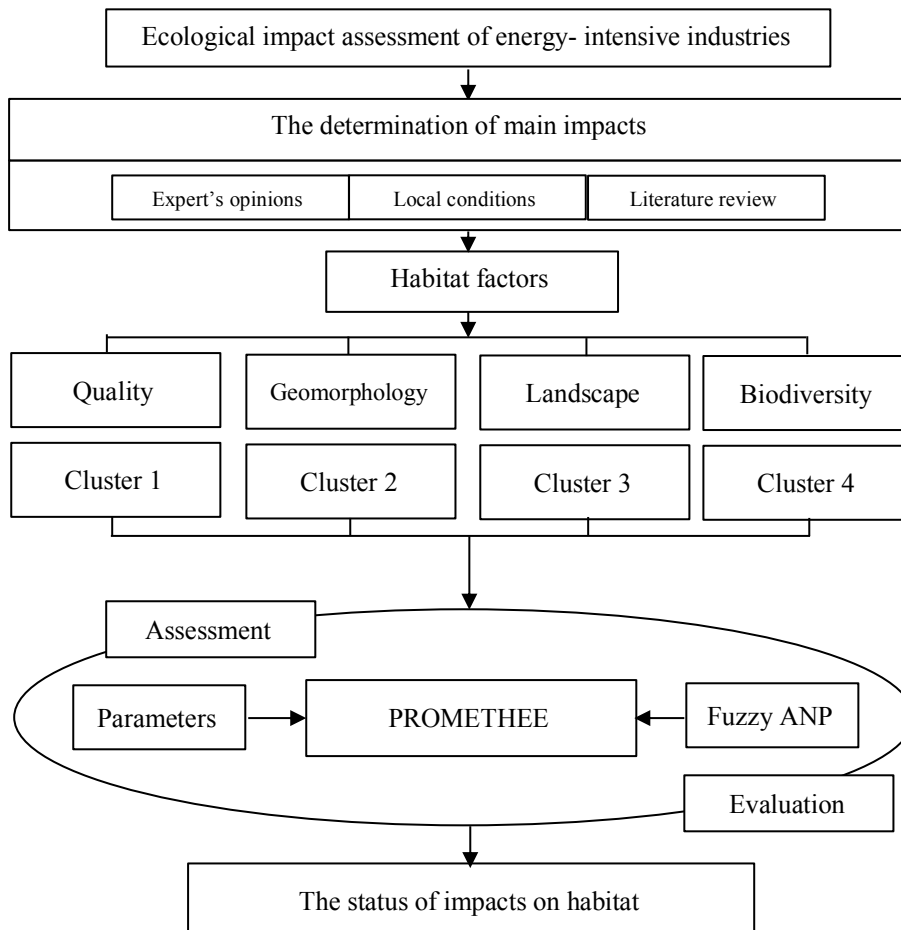 Ecological impact assessment of energy- intensive industries
The determination of main impacts
Expert's opinions
Local conditions
Literature review
Habitat factors
Quality
Geomorphology
Landscape
Biodiversity
Cluster 1
Cluster 2
Cluster 3
Cluster 4
Assessment
Parameters
PROMETHEE
Fuzzy ANP
Evaluation
The status of impacts on habitat